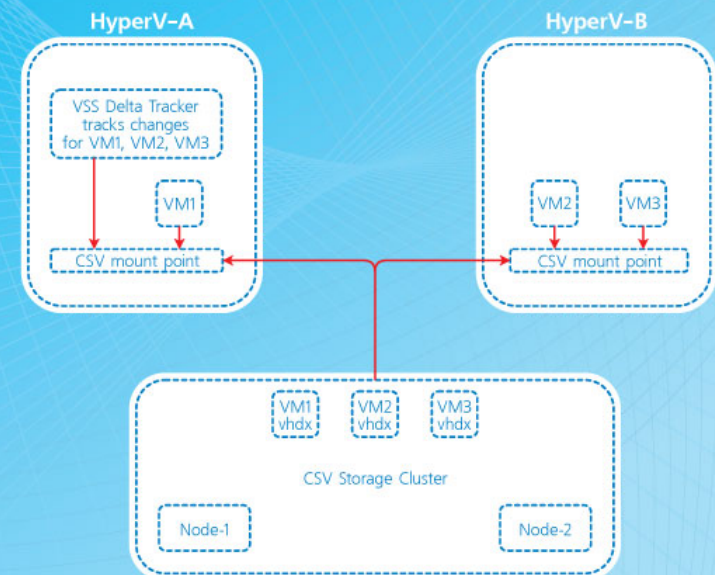 HyperV-A
HyperV-B
VSS Delta Tracker
tracks changes
for VM1, VM2, VM3
VM1
CSV mount point
VM2
VM3
CSV mount point
VM1
vhdx
VM2
vhdx
VM3
vhdx
CSV Storage Cluster
Node-1
Node-2